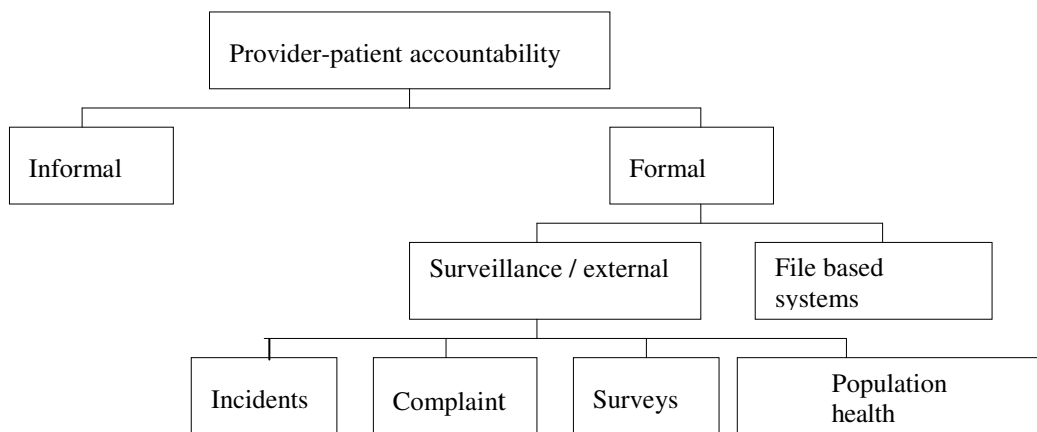 Provider-patient accountability
Informal
Formal
Surveillance / external
File based
systems
Incidents
Complaint
Surveys
Population
health